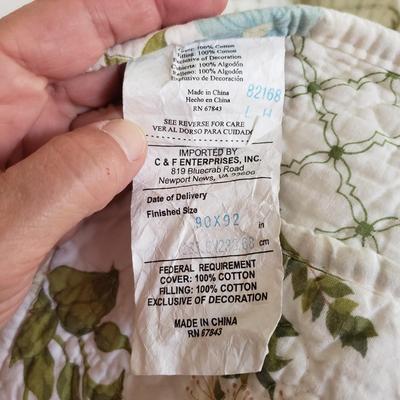 Cover: 100% Cotton
Filling: 100% Cotton
Exclusive of Decoration
Cubierta: 100% Algodón
Relleno: 100% Algodón
Exclusivo de Decoración
Made in China
Hecho en China
RN 67843
82168
L H
SEE REVERSE FOR CARE
VER AL DORSO PARA CUIDADO
IMPORTED BY
C & F ENTERPRISES, INC.
819 Bluecrab Road
Newport News, VA 23606
Date of Delivery
Finished Size
90X92 in
cm
FEDERAL REQUIREMENT
COVER: 100% COTTON
FILLING: 100% COTTON
EXCLUSIVE OF DECORATION
MADE IN CHINA
RN 67843